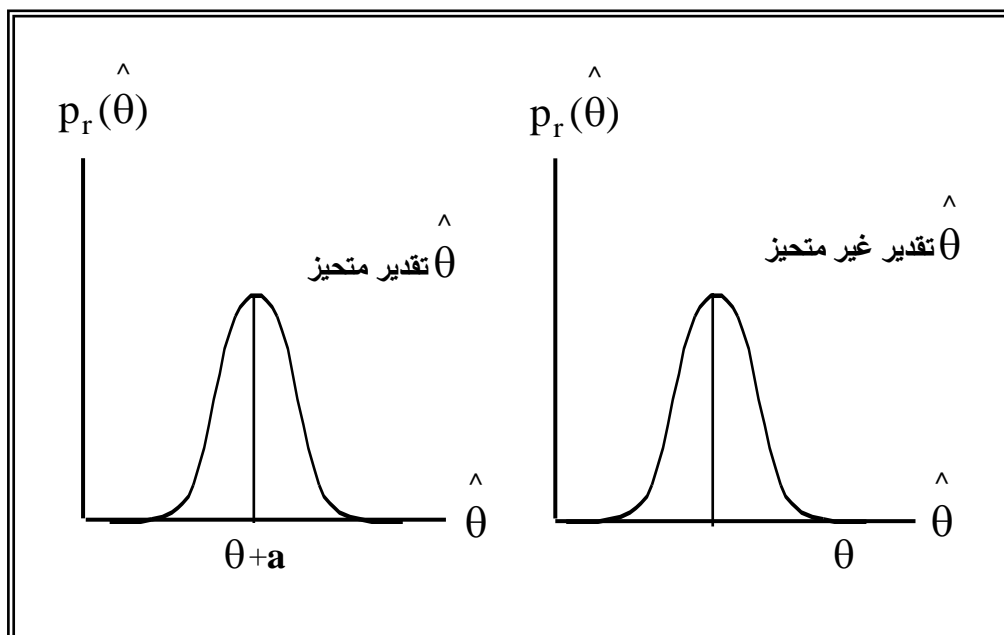 p_r(θ̂)
θ̂ تقدير متحيز
θ̂
θ+a
p_r(θ̂)
θ̂ تقدير غير متحيز
θ̂
θ